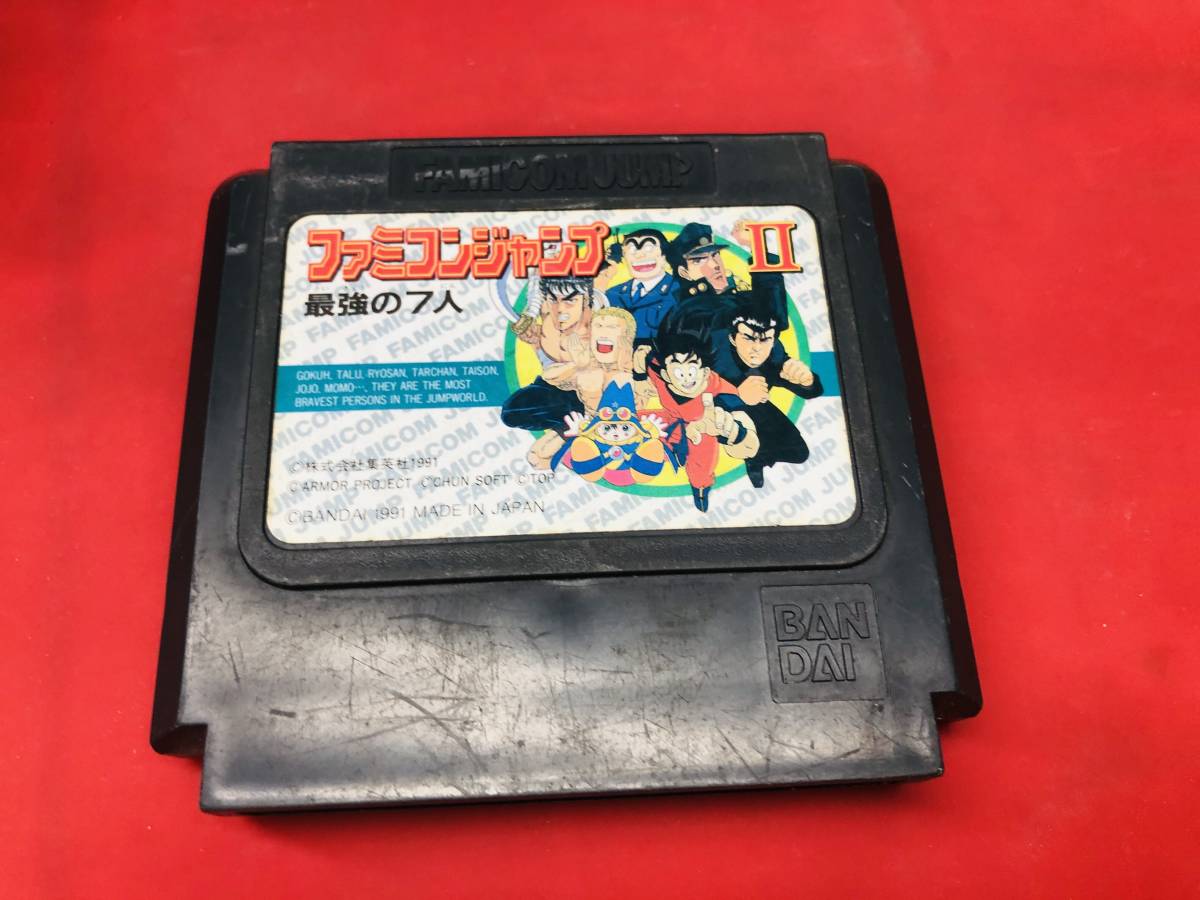 FAMICOM JUMP
ファミコンジャンプ II
最強の7人
GOKUH, TALU, RYOSAN, TARCHAN, TAISON,
JOJO, MOMO…, THEY ARE THE MOST
BRAVEST PERSONS IN THE JUMPWORLD.
©株式会社集英社1991
©ARMOR PROJECT ©CHUN SOFT ©TOP
©BANDAI 1991 MADE IN JAPAN
BAN
DAI